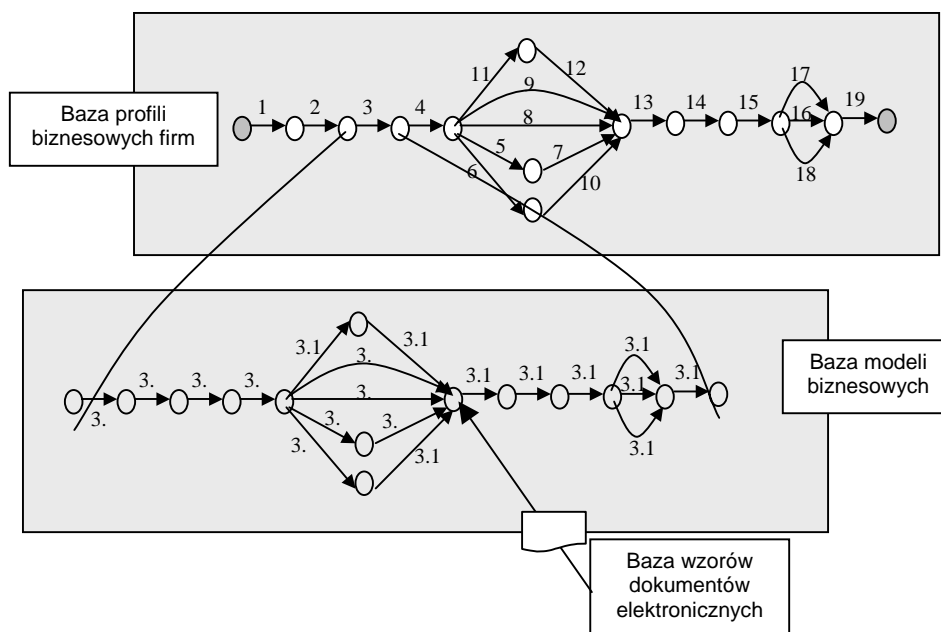 Baza profili
biznesowych firm
1 2 3 4 11 12 9 8 5 7 6 10 13 14 15 17 16 18 19
3. 3. 3. 3. 3.1 3.1 3. 3. 3. 3. 3. 3.1 3.1 3.1 3.1 3.1 3.1 3.1 3.1
Baza modeli
biznesowych
Baza wzorów
dokumentów
elektronicznych